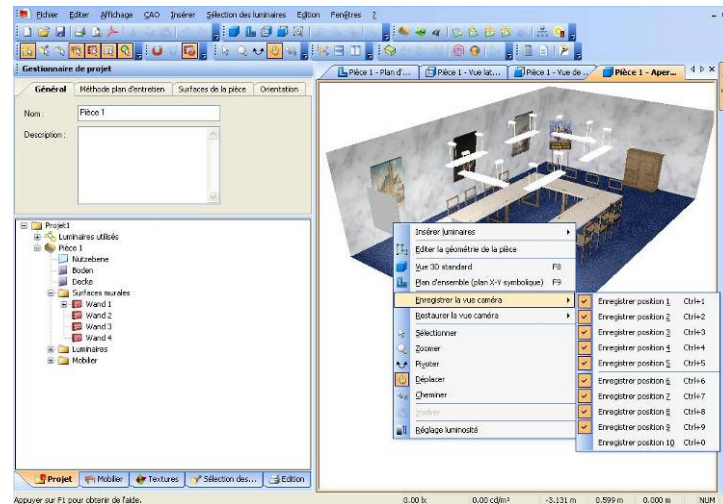 Fichier Editer Affichage CAO Insérer Sélection des luminaires Edition Fenêtres ?
Gestionnaire de projet
Général Méthode plan d'entretien Surfaces de la pièce Orientation
Nom : Pièce 1
Description :
Projet1
Luminaires utilisés
Pièce 1
Nutzebene
Boden
Decke
Surfaces murales
Wand 1
Wand 2
Wand 3
Wand 4
Luminaires
Mobilier
Projet Mobilier Textures Sélection des... Edition
Pièce 1 - Plan d'... Pièce 1 - Vue lat... Pièce 1 - Vue de ... Pièce 1 - Aper...
Insérer luminaires
Editer la géométrie de la pièce
Vue 3D standard F8
Plan d'ensemble (plan X-Y symbolique) F9
Enregistrer la vue caméra
Restaurer la vue caméra
Sélectionner
Zoomer
Pivoter
Déplacer
Cheminer
Insérer
Réglage luminosité
Enregistrer position 1 Ctrl+1
Enregistrer position 2 Ctrl+2
Enregistrer position 3 Ctrl+3
Enregistrer position 4 Ctrl+4
Enregistrer position 5 Ctrl+5
Enregistrer position 6 Ctrl+6
Enregistrer position 7 Ctrl+7
Enregistrer position 8 Ctrl+8
Enregistrer position 9 Ctrl+9
Enregistrer position 10 Ctrl+0
Appuyer sur F1 pour obtenir de l'aide. 0.00 lx 0.00 cd/m² -3.131 m 0.599 m 0.000 m NUM